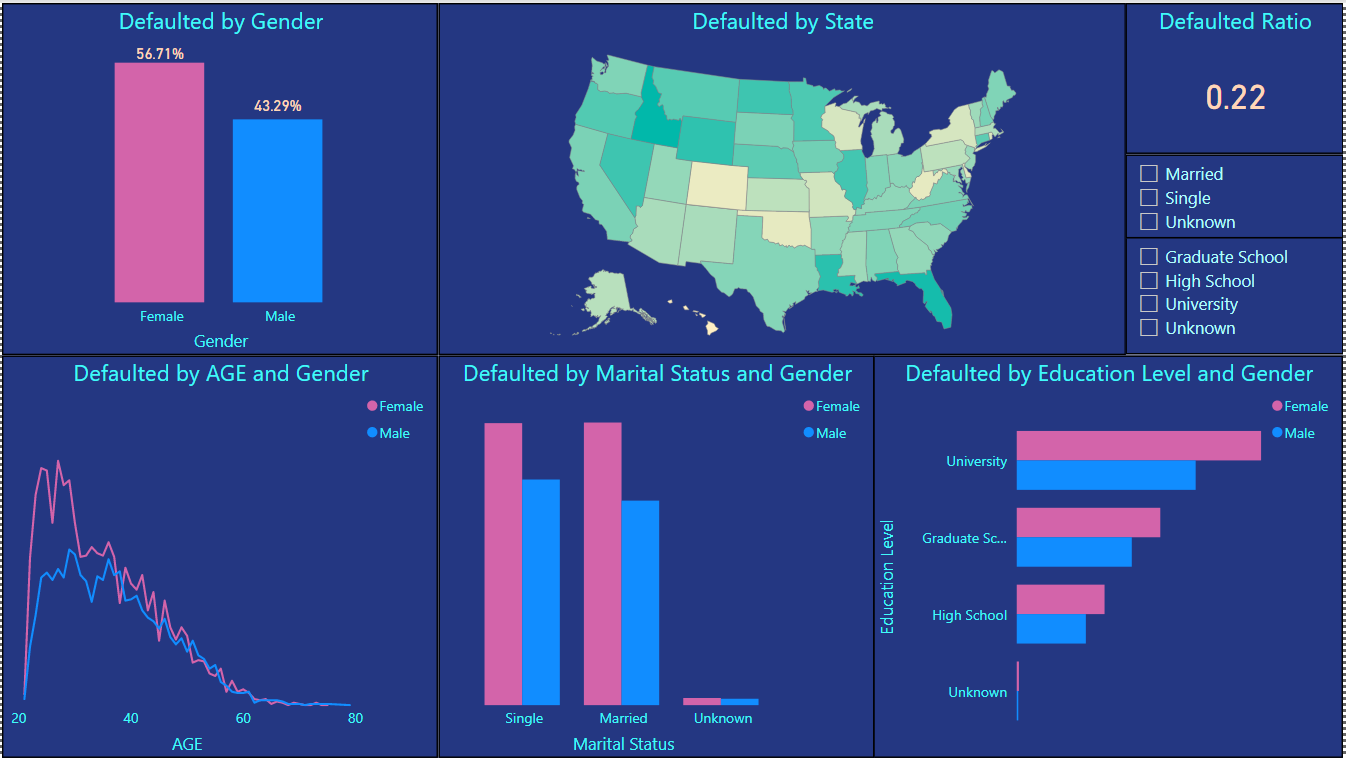 Defaulted by Gender
56.71%
43.29%
Female
Male
Gender
Defaulted by State
Defaulted Ratio
0.22
Married
Single
Unknown
Graduate School
High School
University
Unknown
Defaulted by AGE and Gender
Female
Male
20
40
60
80
AGE
Defaulted by Marital Status and Gender
Female
Male
Single
Married
Unknown
Marital Status
Defaulted by Education Level and Gender
Female
Male
Education Level
University
Graduate Sc...
High School
Unknown